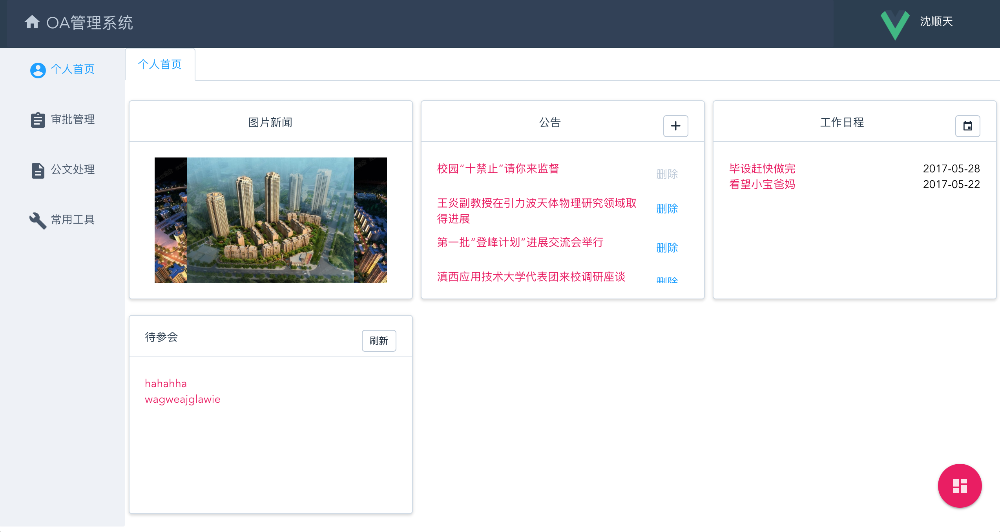 OA管理系统
沈顺天
个人首页
审批管理
公文处理
常用工具
个人首页
图片新闻
公告
校园“十禁止”请你来监督
删除
王炎副教授在引力波天体物理研究领域取
得进展
删除
第一批“登峰计划”进展交流会举行
删除
滇西应用技术大学代表团来校调研座谈
删除
工作日程
毕设赶快做完 2017-05-28
看望小宝爸妈 2017-05-22
待参会
刷新
hahahha
wagweajglawie